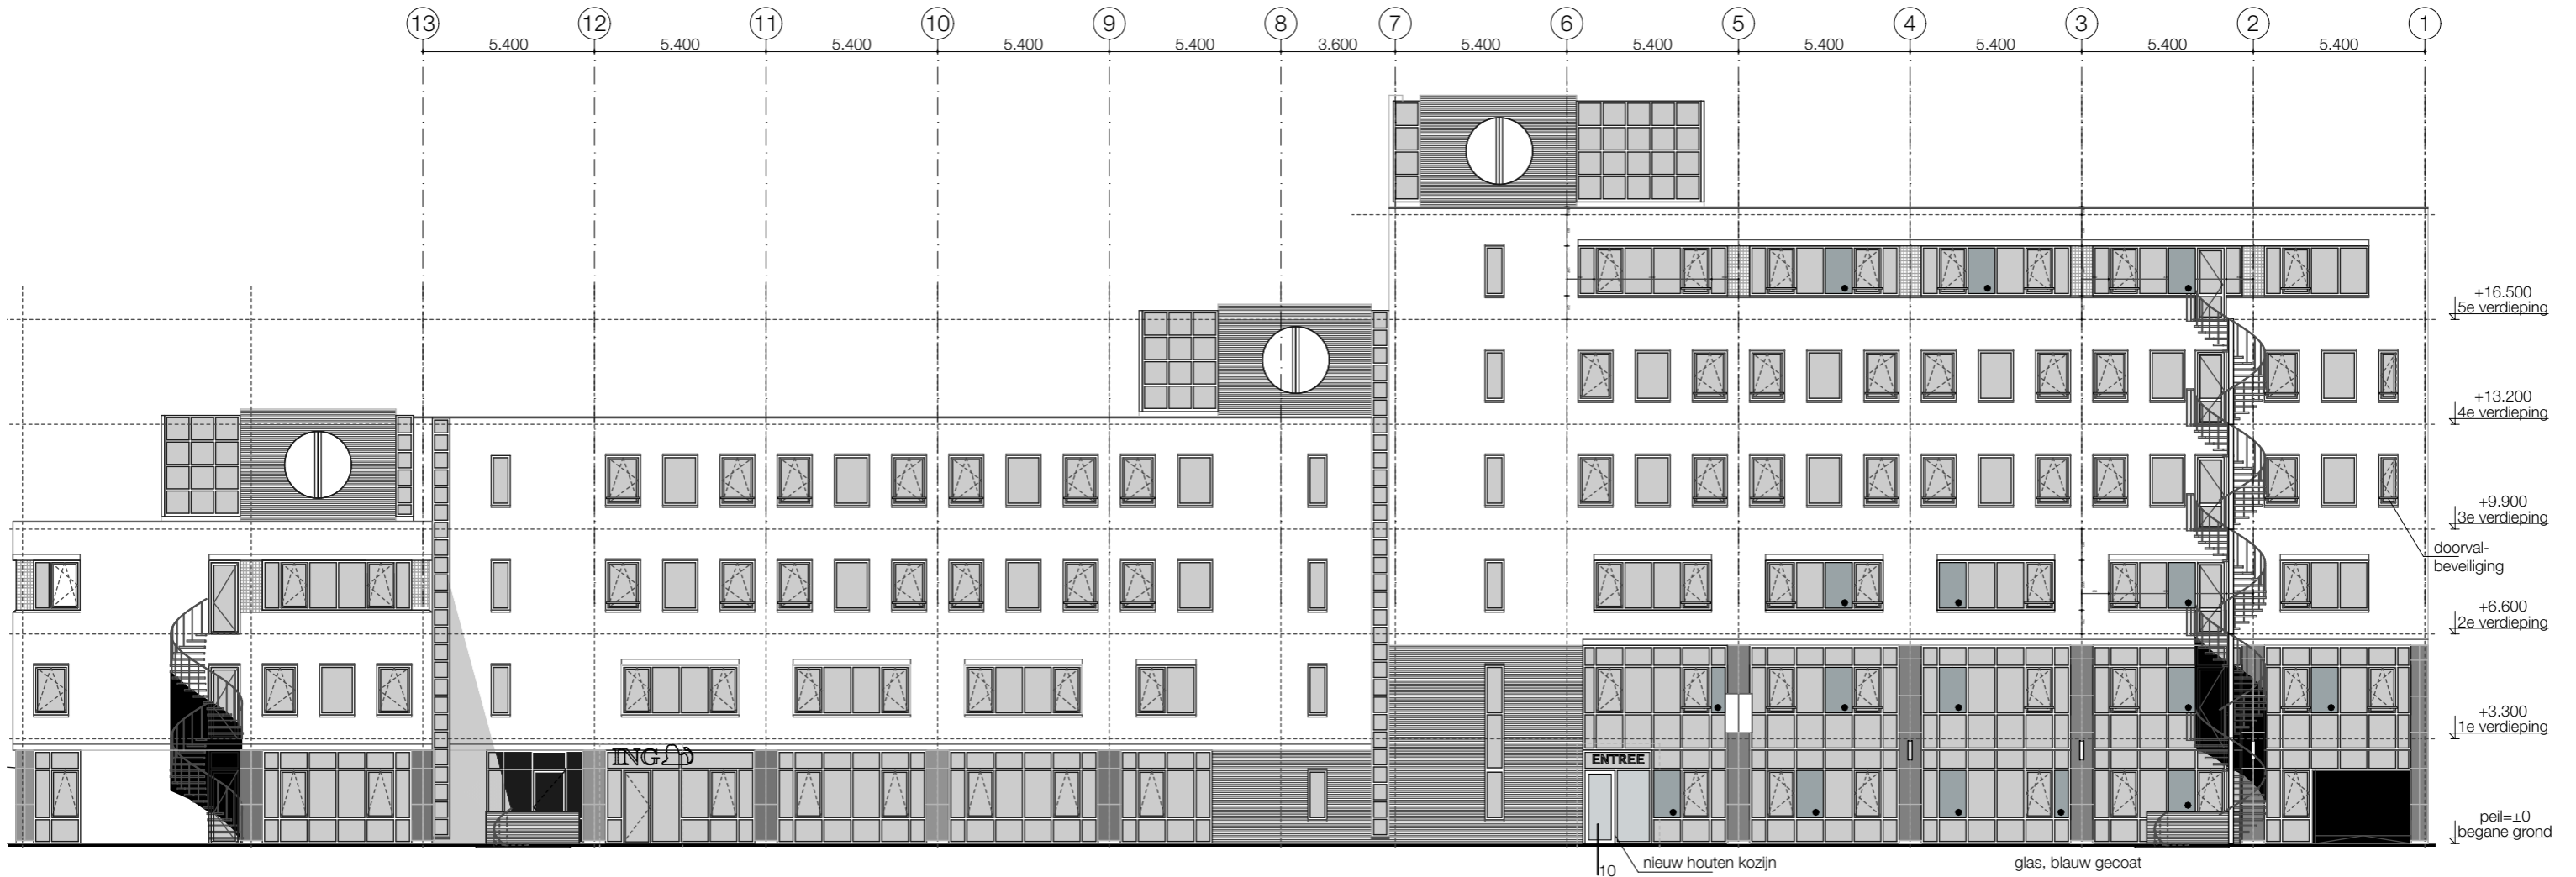 13 12 11 10 9 8 7 6 5 4 3 2 1
5.400 5.400 5.400 5.400 5.400 3.600 5.400 5.400 5.400 5.400 5.400 5.400
+16.500
5e verdieping
+13.200
4e verdieping
+9.900
3e verdieping
doorval-
beveiliging
+6.600
2e verdieping
+3.300
1e verdieping
ING
ENTREE
peil=±0
begane grond
10
nieuw houten kozijn
glas, blauw gecoat